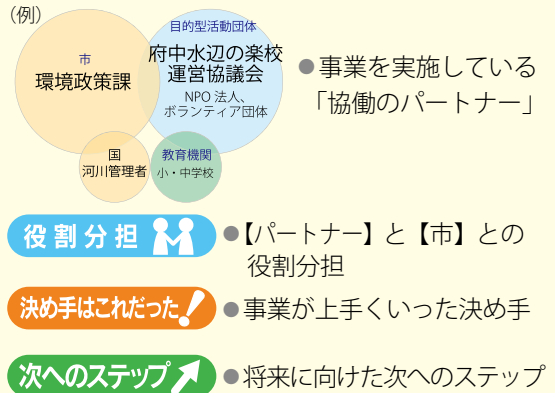 (例)
市
環境政策課
目的型活動団体
府中水辺の楽校
運営協議会
NPO 法人、
ボランティア団体
国
河川管理者
教育機関
小・中学校
●事業を実施している
「協働のパートナー」
役割分担
●【パートナー】と【市】との
役割分担
決め手はこれだった!
●事業が上手くいった決め手
次へのステップ
●将来に向けた次へのステップ